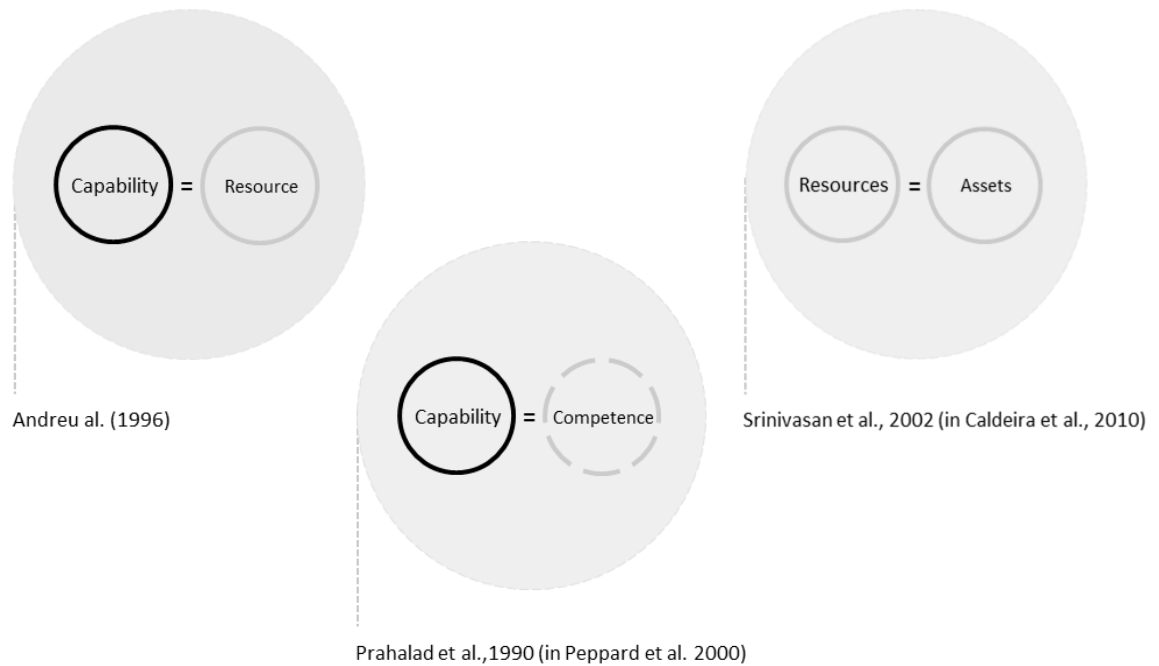 Capability = Resource
Resources = Assets
Andreu al. (1996)
Capability = Competence
Srinivasan et al., 2002 (in Caldeira et al., 2010)
Prahalad et al.,1990 (in Peppard et al. 2000)